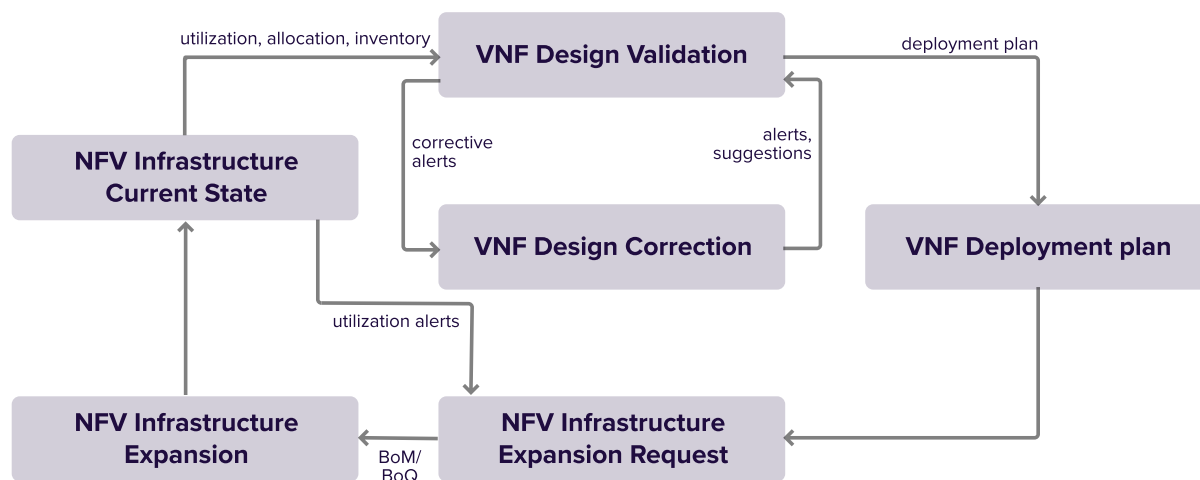 utilization, allocation, inventory
VNF Design Validation
deployment plan
corrective
alerts
alerts,
suggestions
NFV Infrastructure
Current State
VNF Design Correction
VNF Deployment plan
utilization alerts
NFV Infrastructure
Expansion
BoM/
BoQ
NFV Infrastructure
Expansion Request